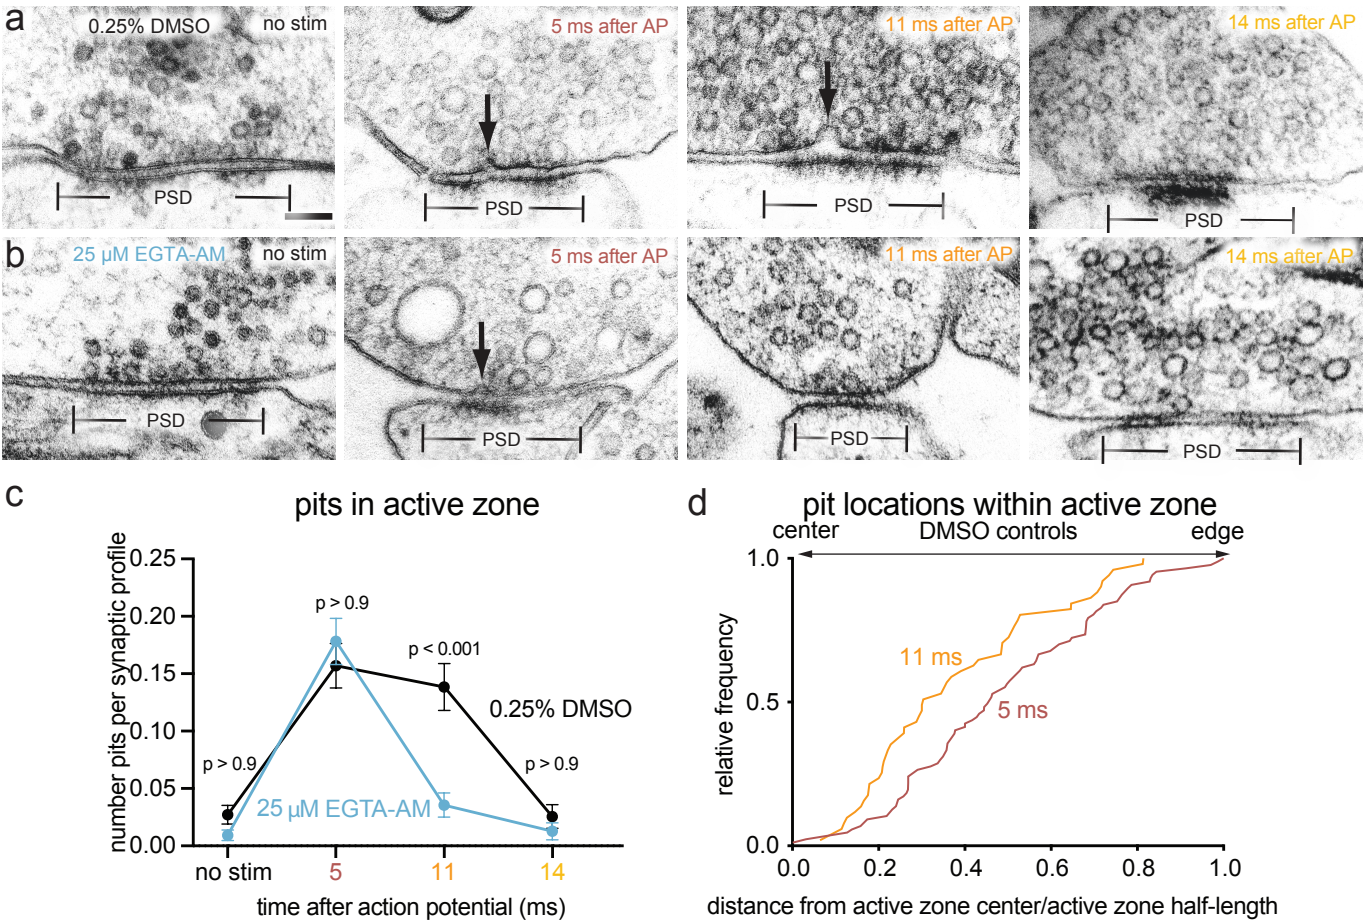 a
0.25% DMSO
no stim
5 ms after AP
11 ms after AP
14 ms after AP
PSD
PSD
PSD
PSD
b
25 µM EGTA-AM
no stim
5 ms after AP
11 ms after AP
14 ms after AP
PSD
PSD
PSD
PSD
c
pits in active zone
number pits per synaptic profile
0.25
0.20
0.15
0.10
0.05
0.00
p > 0.9
p > 0.9
p < 0.001
p > 0.9
0.25% DMSO
25 µM EGTA-AM
no stim
5
11
14
time after action potential (ms)
d
pit locations within active zone
center
DMSO controls
edge
relative frequency
1.0
0.5
0.0
11 ms
5 ms
0.0
0.2
0.4
0.6
0.8
1.0
distance from active zone center/active zone half-length